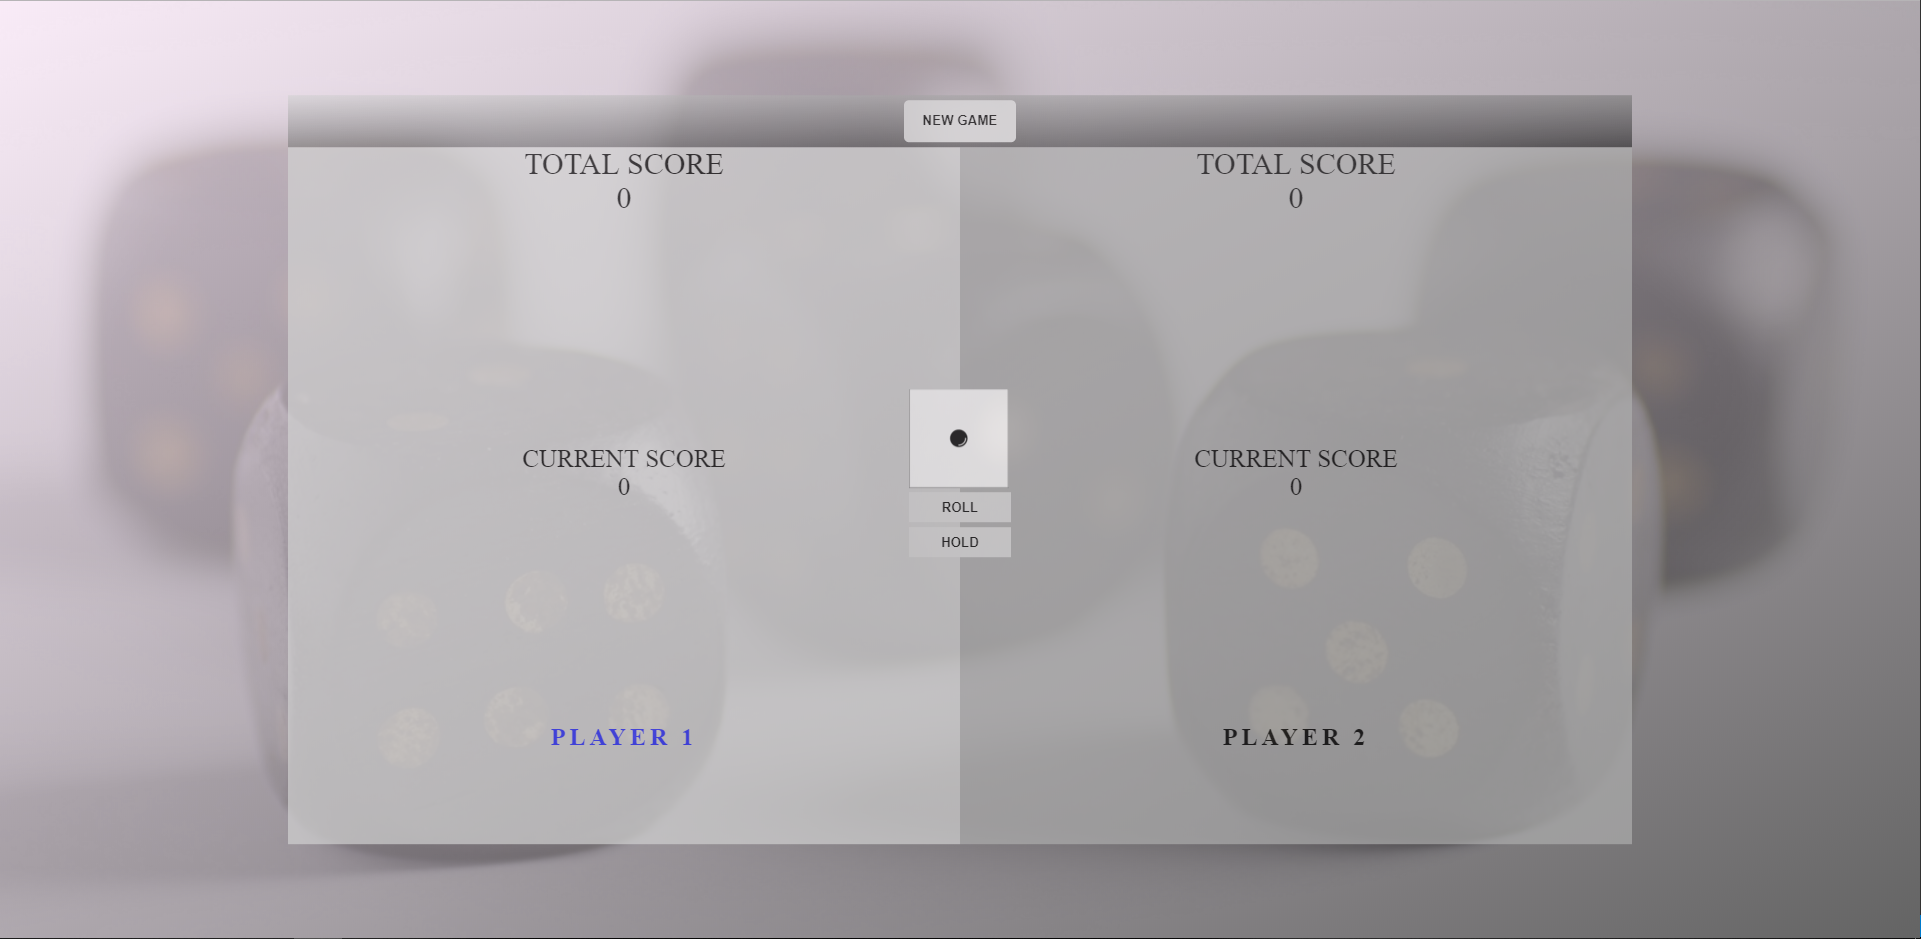 NEW GAME
TOTAL SCORE
0
CURRENT SCORE
0
PLAYER 1
TOTAL SCORE
0
CURRENT SCORE
0
PLAYER 2
ROLL
HOLD